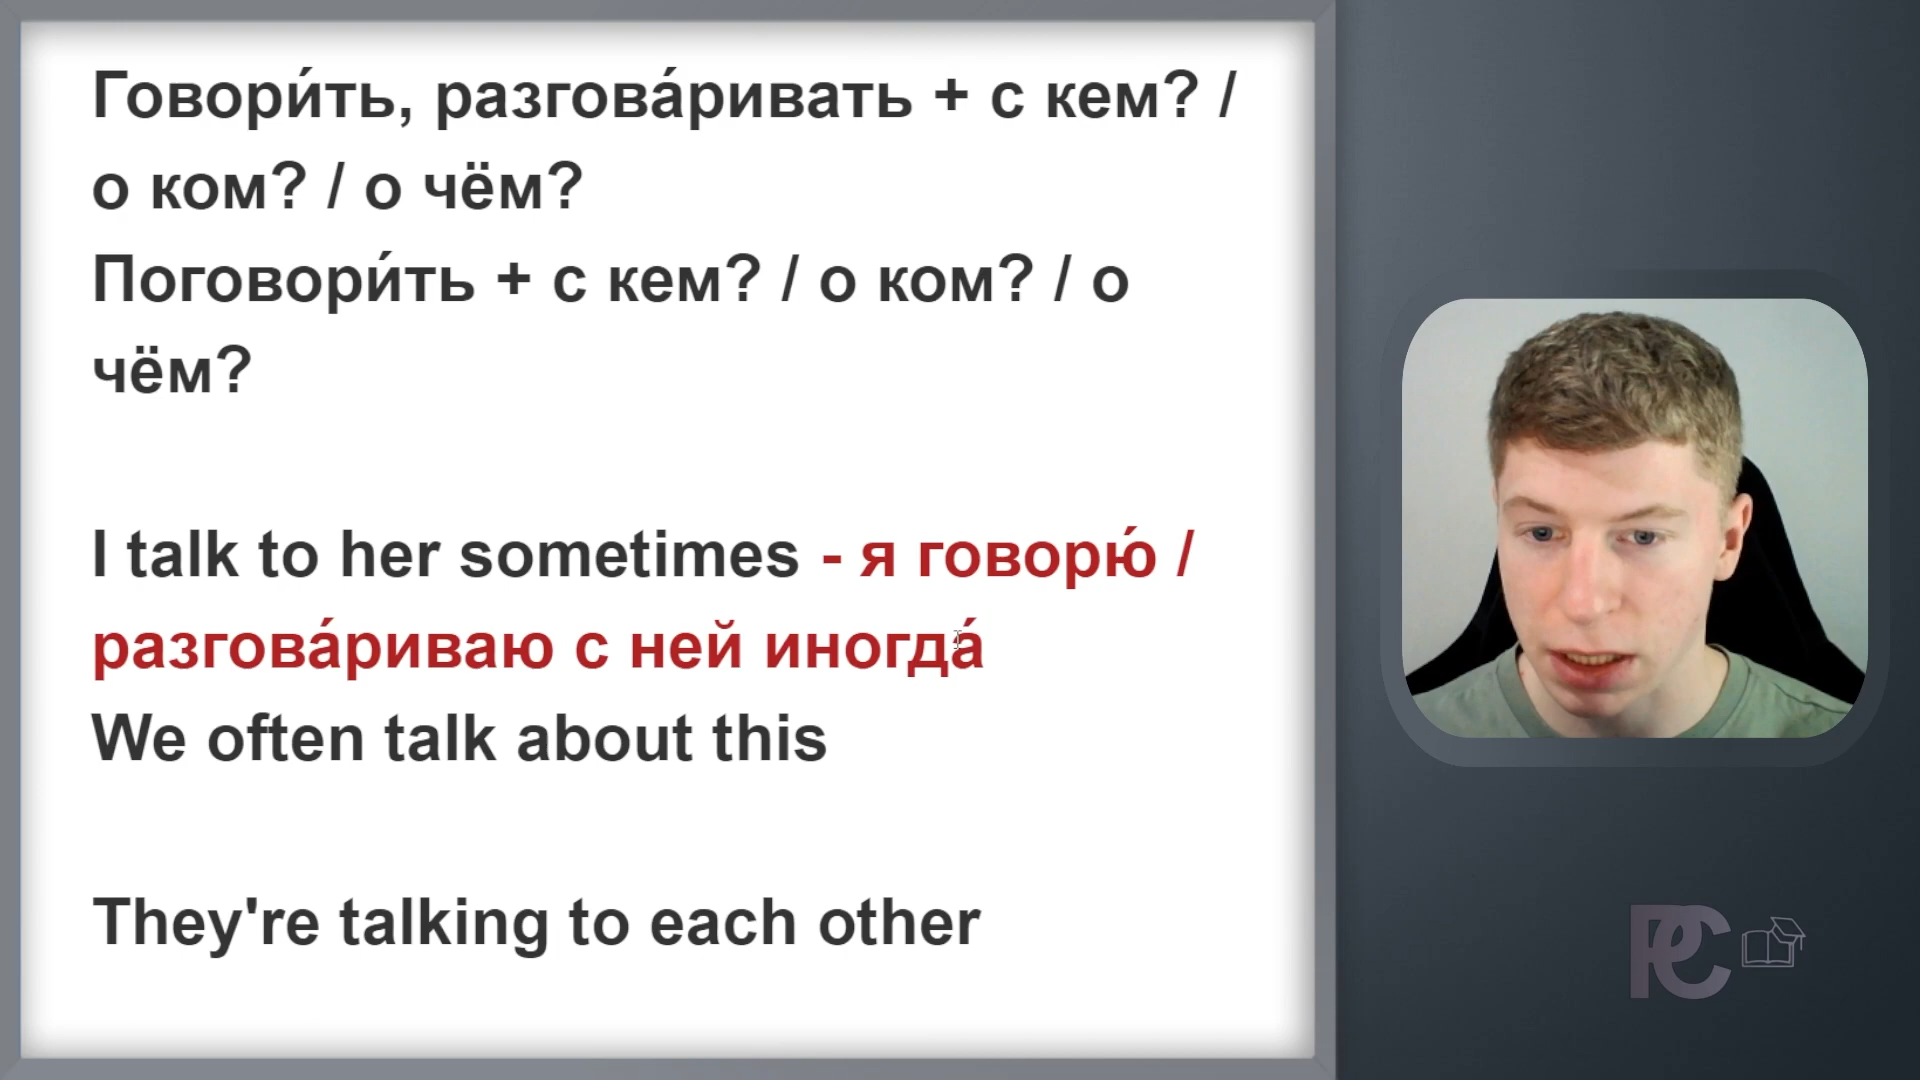 Говори́ть, разгова́ривать + с кем? /
о ком? / о чём?
Поговори́ть + с кем? / о ком? / о
чём?
I talk to her sometimes - я говорю́ /
разгова́риваю с ней иногда́
We often talk about this
They're talking to each other
PC